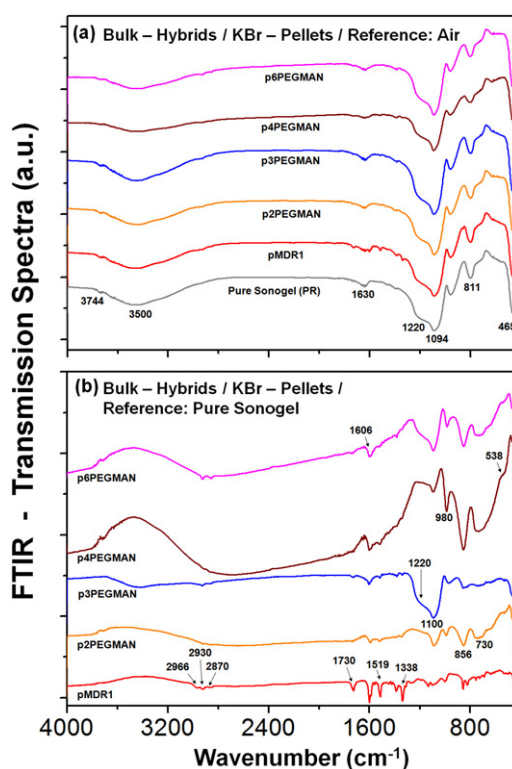 (a) Bulk – Hybrids / KBr – Pellets / Reference: Air
p6PEGMAN
p4PEGMAN
p3PEGMAN
p2PEGMAN
pMDR1
Pure Sonogel (PR)
3744
3500
1630
1220
1094
811
465
(b) Bulk – Hybrids / KBr – Pellets /
Reference: Pure Sonogel
1606
538
p6PEGMAN
980
p4PEGMAN
p3PEGMAN
1220
1100
p2PEGMAN
856
730
2966
2930
2870
1730
1519
1338
pMDR1
4000 3200 2400 1600 800
Wavenumber (cm-1)
FTIR - Transmission Spectra (a.u.)